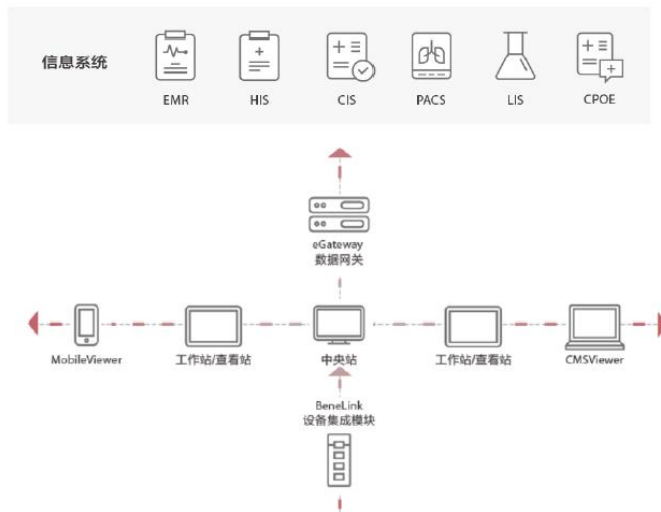 信息系统
EMR HIS CIS PACS LIS CPOE
eGateway
数据网关
MobileViewer 工作站/查看站 中央站 工作站/查看站 CMSViewer
BeneLink
设备集成模块